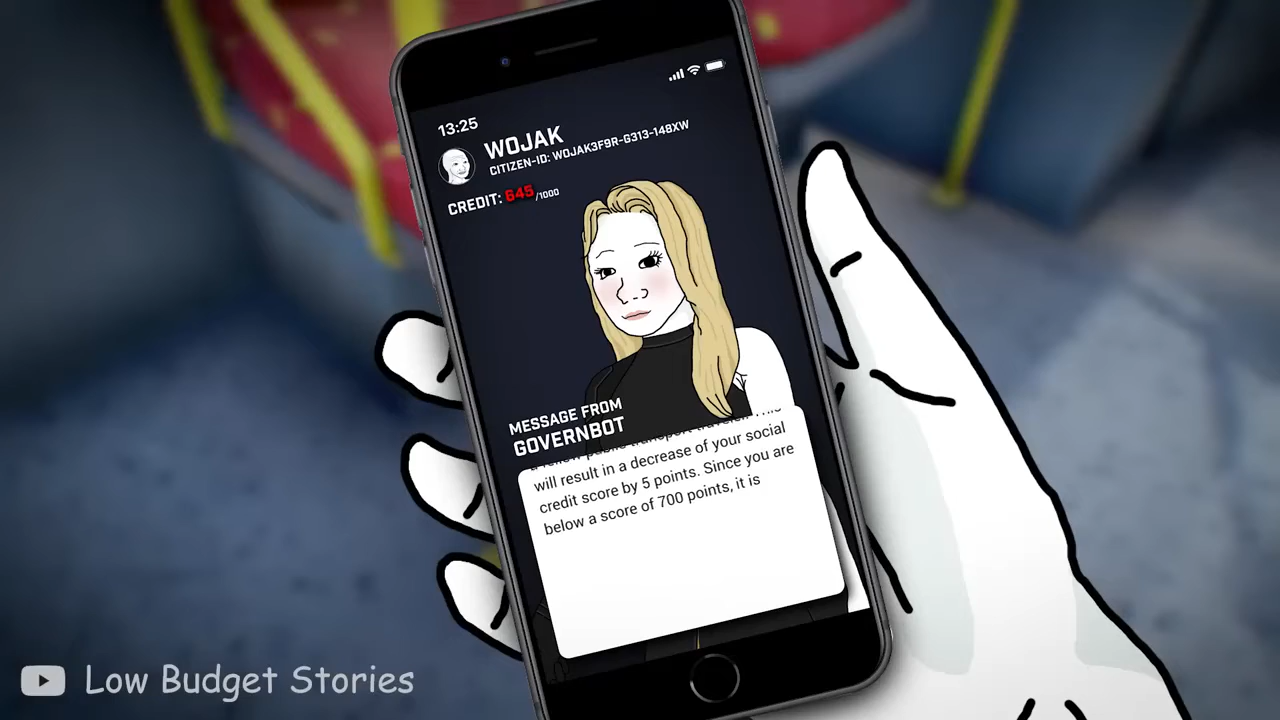 13:25
WOJAK
CITIZEN-ID: WOJAK3F9R-G313-148XW
CREDIT: 645/1000
MESSAGE FROM
GOVERNBOT
will result in a decrease of your social
credit score by 5 points. Since you are
below a score of 700 points, it is
Low Budget Stories